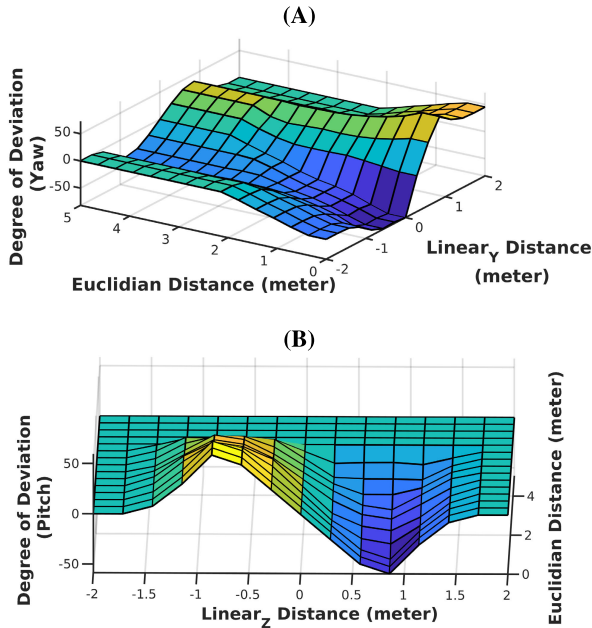 (A)
Degree of Deviation
(Yaw)
50
0
-50
5
4
3
2
1
0
-2
-1
0
1
2
Euclidian Distance (meter)
Linear_Y Distance
(meter)
(B)
Degree of Deviation
(Pitch)
50
0
-50
-2
-1.5
-1
-0.5
0
0.5
1
1.5
2
Linear_Z Distance (meter)
0
2
4
Euclidian Distance (meter)